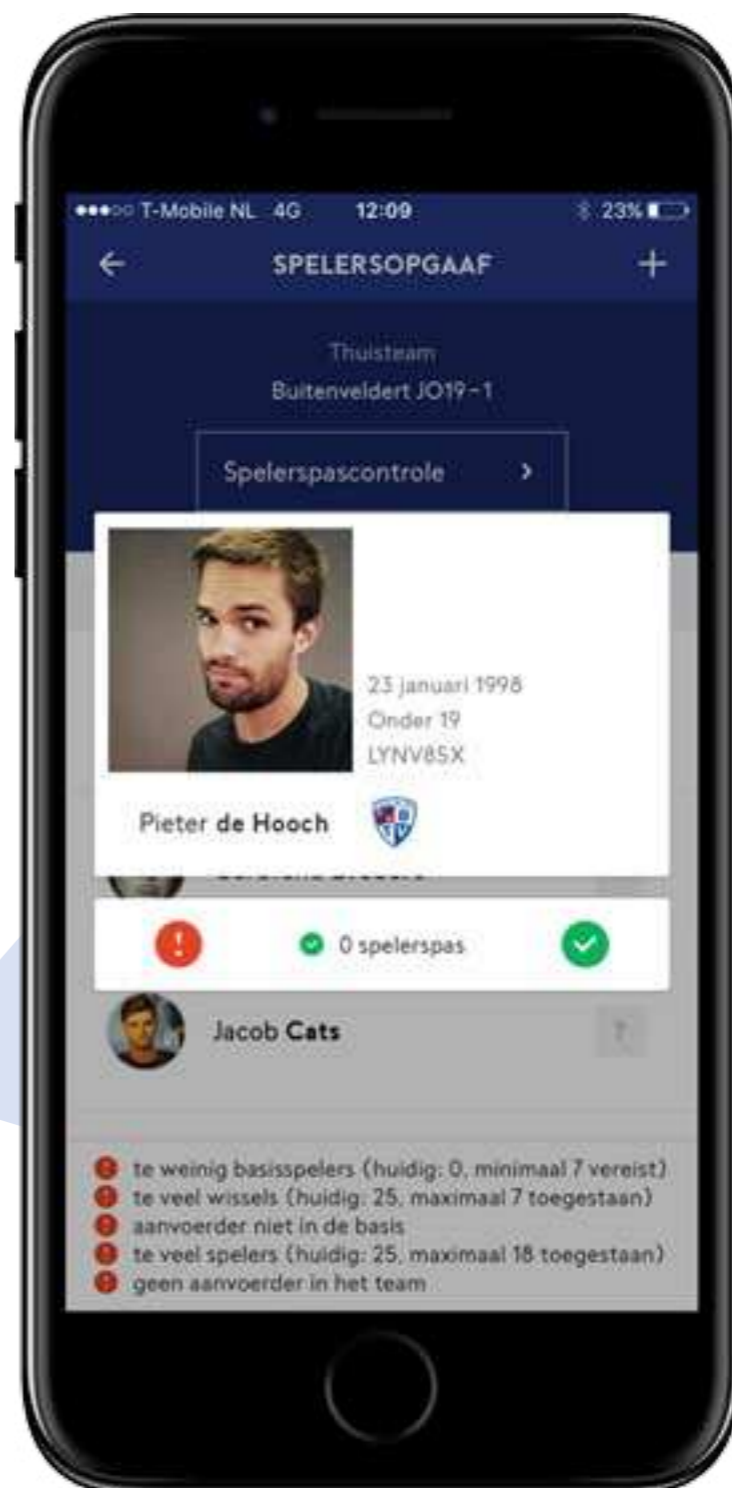 T-Mobile NL 4G 12:09 23%
SPELERSOPGAAF
Thuisteam
Buitenveldert JO19-1
Spelerspascontrole
23 januari 1998
Onder 19
LYNV85X
Pieter de Hooch
0 spelerspas
Jacob Cats
?
te weinig basisspelers (huidig: 0, minimaal 7 vereist)
te veel wissels (huidig: 25, maximaal 7 toegestaan)
aanvoerder niet in de basis
te veel spelers (huidig: 25, maximaal 18 toegestaan)
geen aanvoerder in het team